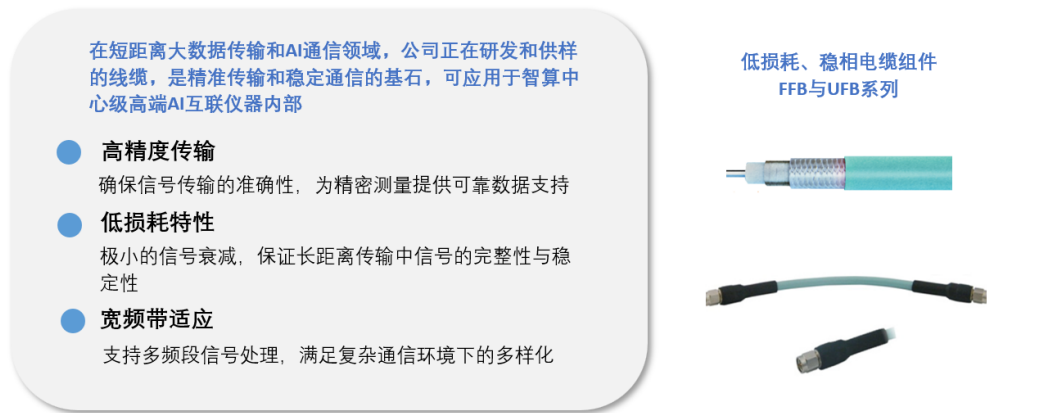 在短距离大数据传输和AI通信领域，公司正在研发和供样
的线缆，是精准传输和稳定通信的基石，可应用于智算中
心级高端AI互联仪器内部
高精度传输
确保信号传输的准确性，为精密测量提供可靠数据支持
低损耗特性
极小的信号衰减，保证长距离传输中信号的完整性与稳
定性
宽频带适应
支持多频段信号处理，满足复杂通信环境下的多样化
低损耗、稳相电缆组件
FFB与UFB系列